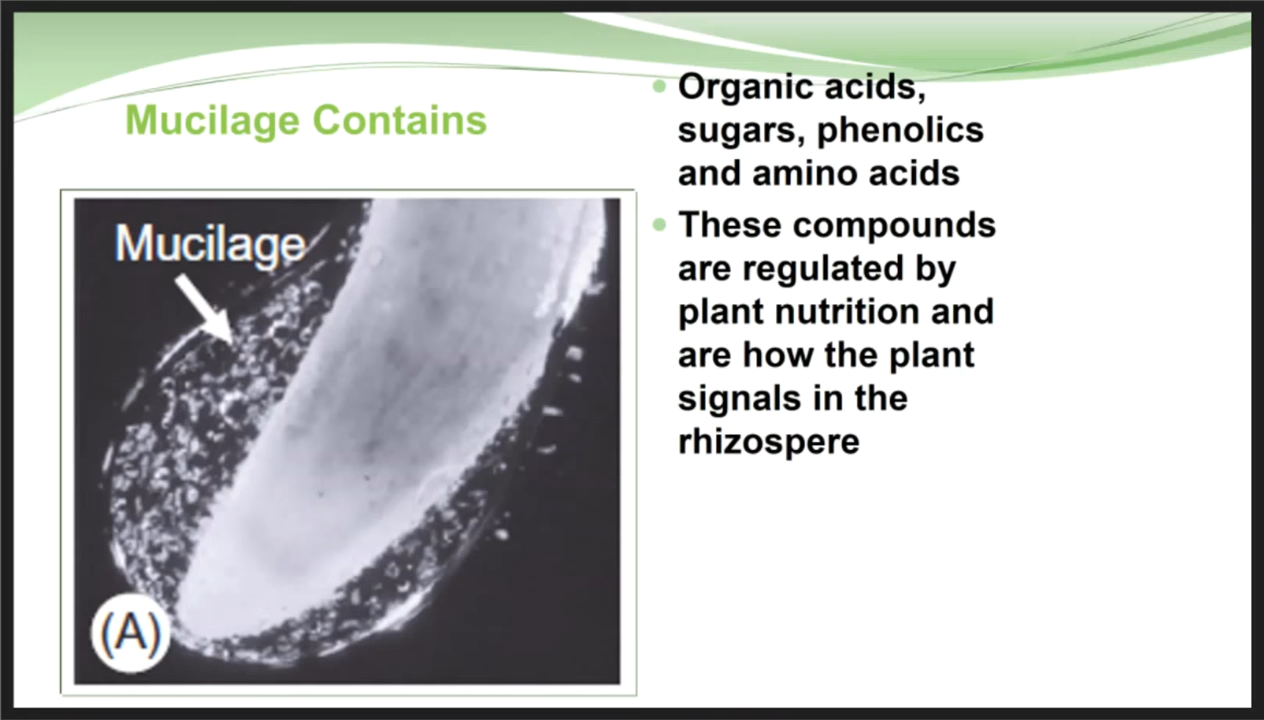 Mucilage Contains
Mucilage
(A)
Organic acids,
sugars, phenolics
and amino acids
These compounds
are regulated by
plant nutrition and
are how the plant
signals in the
rhizospere